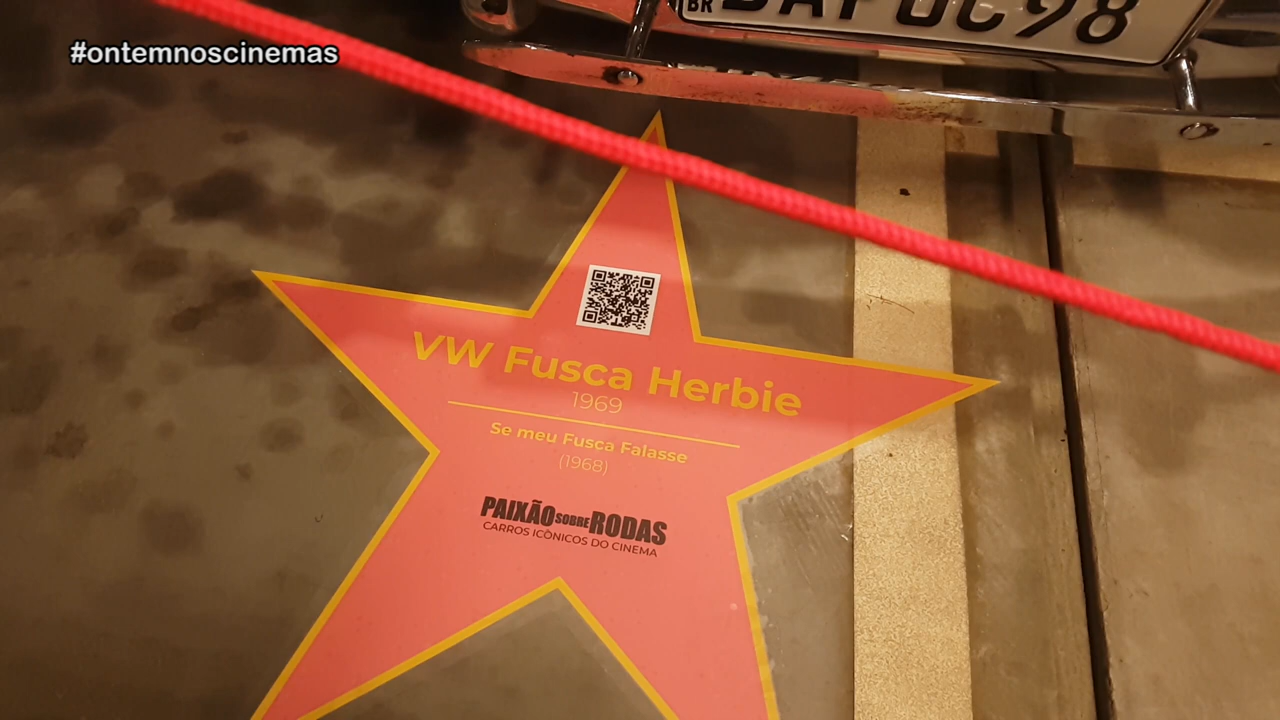 #ontemnoscinemas
BR
VW Fusca Herbie
1969
Se meu Fusca Falasse
(1968)
PAIXÃO SOBRE RODAS
CARROS ICÔNICOS DO CINEMA